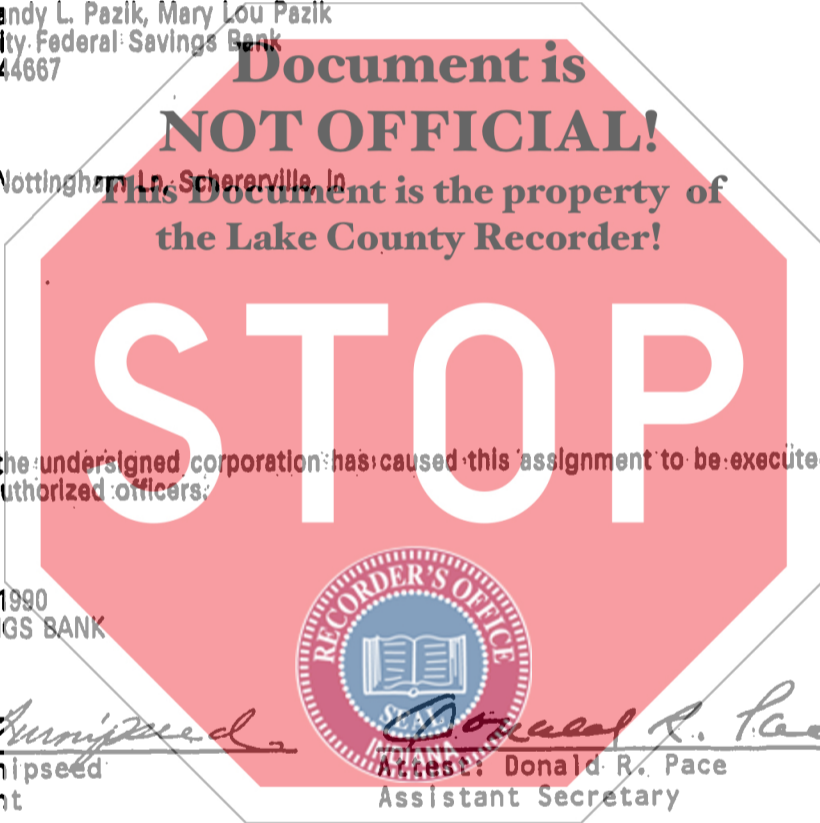 andy L. Pazik, Mary Lou Pazik
ity Federal Savings Bank
44667
Document is
NOT OFFICIAL!
Nottingham Ln, Schererville, In
This Document is the property of
the Lake County Recorder!
STOP
he undersigned corporation has caused this assignment to be execute
uthorized officers.
1990
GS BANK
RECORDER'S OFFICE
SEAL
INDIANA
nipseed
Attest: Donald R. Pace
nt
Assistant Secretary